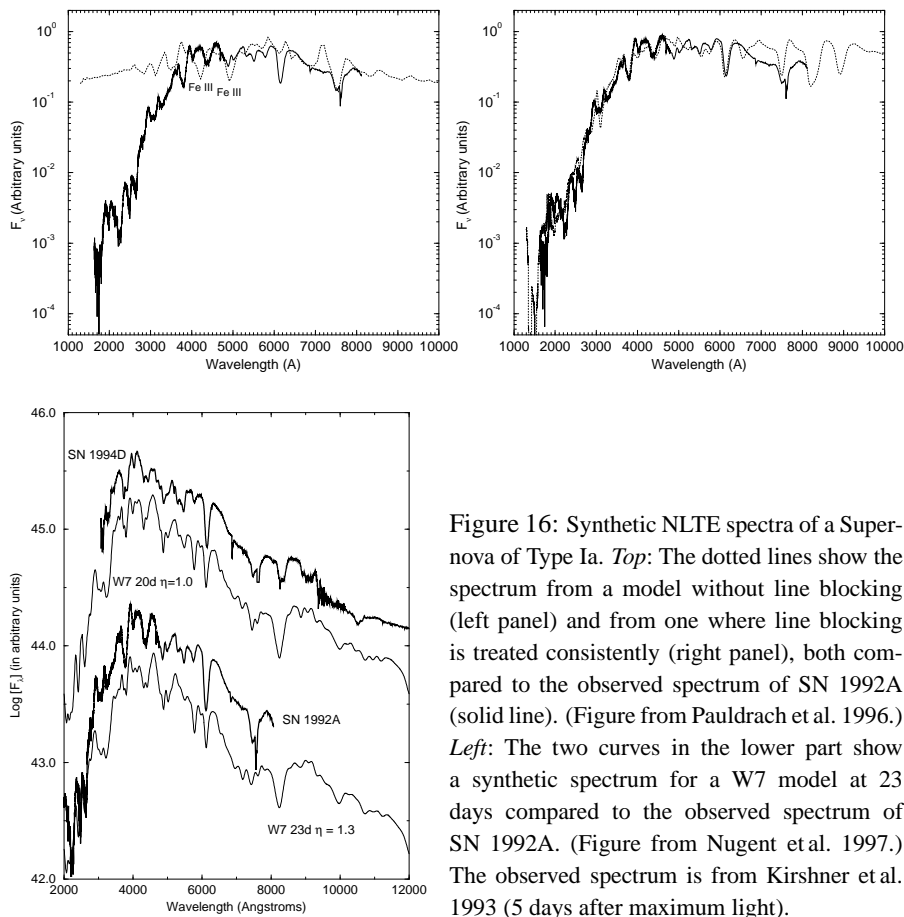 10^0
10^-1
10^-2
10^-3
10^-4
F_ν (Arbitrary units)
Fe III Fe III
1000 2000 3000 4000 5000 6000 7000 8000 9000 10000
Wavelength (A)
10^0
10^-1
10^-2
10^-3
10^-4
F_ν (Arbitrary units)
1000 2000 3000 4000 5000 6000 7000 8000 9000 10000
Wavelength (A)
46.0
45.0
44.0
43.0
42.0
Log [F_λ] (in arbitrary units)
SN 1994D
W7 20d η=1.0
SN 1992A
W7 23d η = 1.3
2000 4000 6000 8000 10000 12000
Wavelength (Angstroms)
Figure 16: Synthetic NLTE spectra of a Super-
nova of Type Ia. Top: The dotted lines show the
spectrum from a model without line blocking
(left panel) and from one where line blocking
is treated consistently (right panel), both com-
pared to the observed spectrum of SN 1992A
(solid line). (Figure from Pauldrach et al. 1996.)
Left: The two curves in the lower part show
a synthetic spectrum for a W7 model at 23
days compared to the observed spectrum of
SN 1992A. (Figure from Nugent et al. 1997.)
The observed spectrum is from Kirshner et al.
1993 (5 days after maximum light).